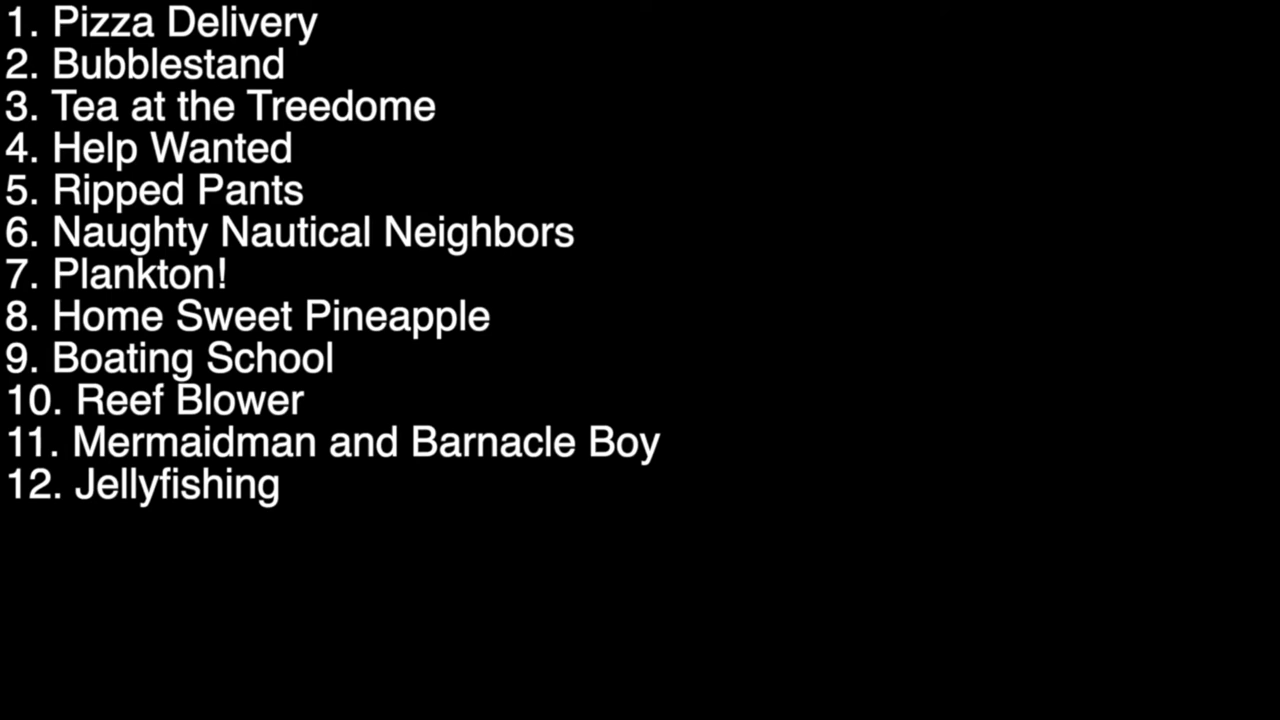 1. Pizza Delivery
2. Bubblestand
3. Tea at the Treedome
4. Help Wanted
5. Ripped Pants
6. Naughty Nautical Neighbors
7. Plankton!
8. Home Sweet Pineapple
9. Boating School
10. Reef Blower
11. Mermaidman and Barnacle Boy
12. Jellyfishing